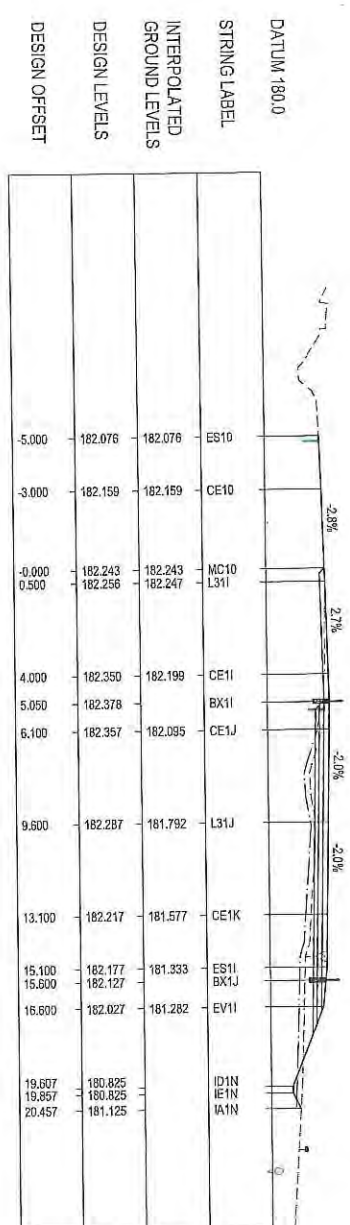 -2.8%
2.7%
-2.0%
-2.0%
DATUM 180.0
STRING LABEL ES10 CE10 MC10 L31I CE1I BX1I CE1J L31J CE1K ES1I BX1J EV1I ID1N IE1N IA1N
INTERPOLATED
GROUND LEVELS 182.076 182.159 182.243 182.247 182.199 182.095 181.792 181.577 181.333 181.282
DESIGN LEVELS 182.076 182.159 182.243 182.256 182.350 182.378 182.357 182.287 182.217 182.177 182.127 182.027 180.825 180.825 181.125
DESIGN OFFSET -5.000 -3.000 -0.000 0.500 4.000 5.050 6.100 9.600 13.100 15.100 15.600 16.600 19.607 19.857 20.457